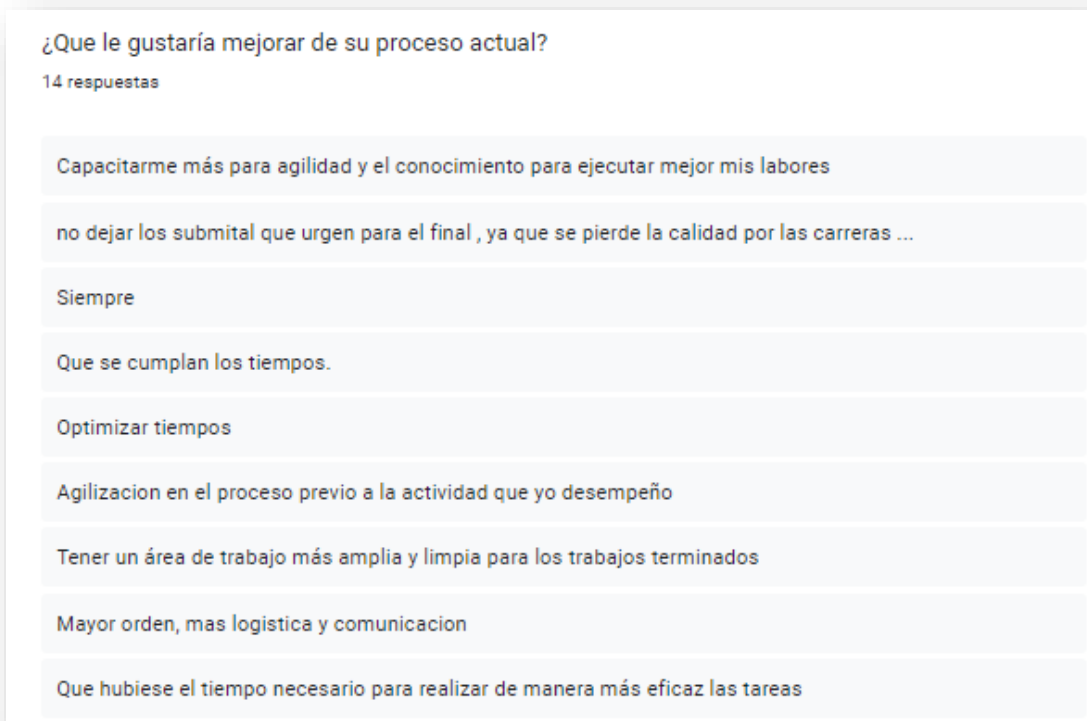 ¿Que le gustaría mejorar de su proceso actual?
14 respuestas
Capacitarme más para agilidad y el conocimiento para ejecutar mejor mis labores
no dejar los submital que urgen para el final , ya que se pierde la calidad por las carreras ...
Siempre
Que se cumplan los tiempos.
Optimizar tiempos
Agilizacion en el proceso previo a la actividad que yo desempeño
Tener un área de trabajo más amplia y limpia para los trabajos terminados
Mayor orden, mas logistica y comunicacion
Que hubiese el tiempo necesario para realizar de manera más eficaz las tareas